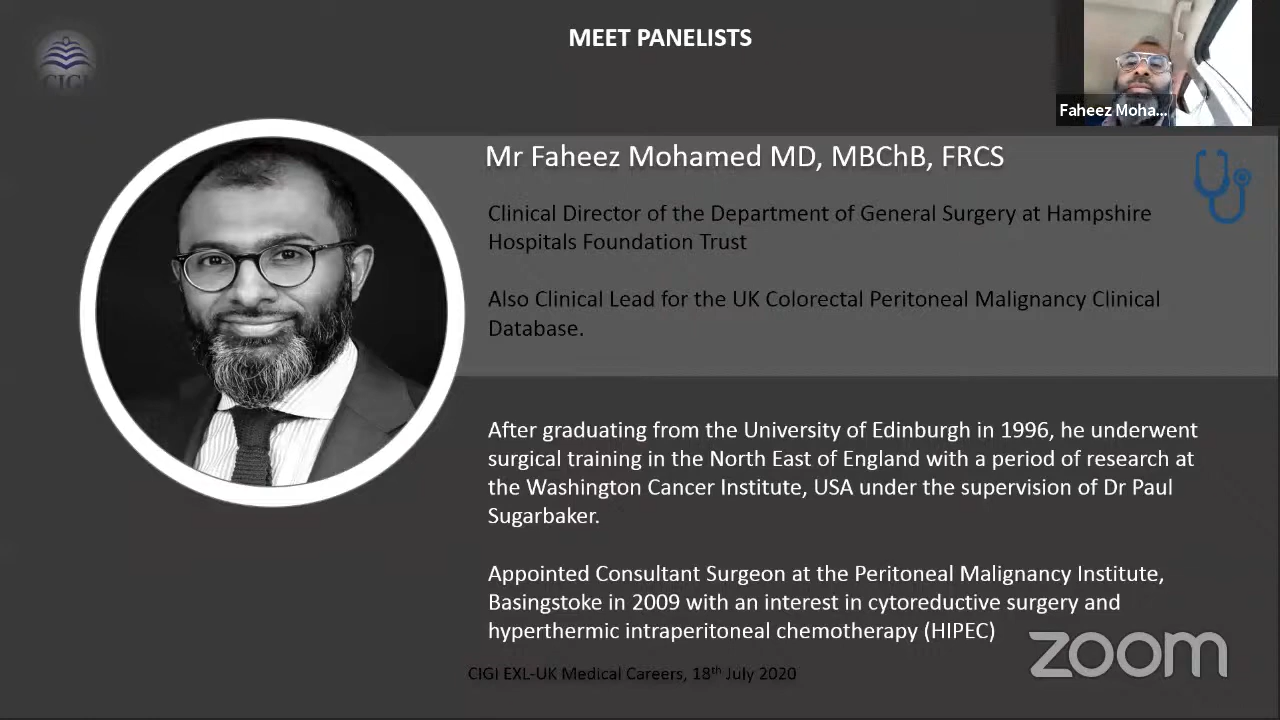 MEET PANELISTS
CIGI
Faheez Moha...
Mr Faheez Mohamed MD, MBChB, FRCS
Clinical Director of the Department of General Surgery at Hampshire
Hospitals Foundation Trust
Also Clinical Lead for the UK Colorectal Peritoneal Malignancy Clinical
Database.
After graduating from the University of Edinburgh in 1996, he underwent
surgical training in the North East of England with a period of research at
the Washington Cancer Institute, USA under the supervision of Dr Paul
Sugarbaker.
Appointed Consultant Surgeon at the Peritoneal Malignancy Institute,
Basingstoke in 2009 with an interest in cytoreductive surgery and
hyperthermic intraperitoneal chemotherapy (HIPEC)
zoom
CIGI EXL-UK Medical Careers, 18th July 2020